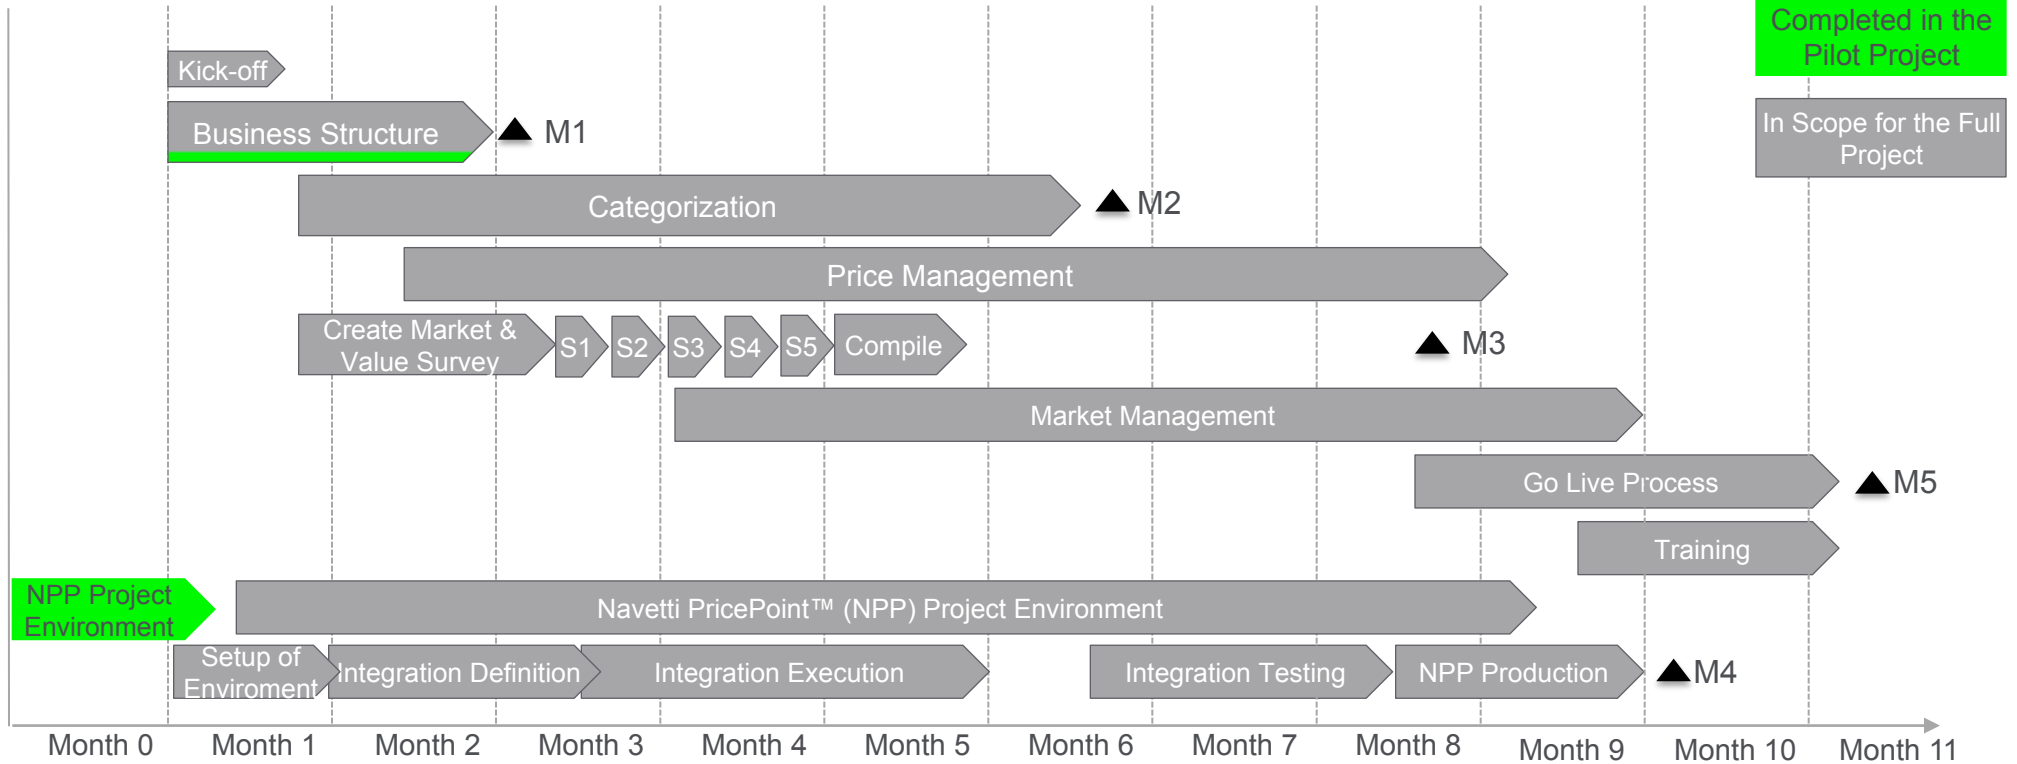 Completed in the
Pilot Project
Kick-off
In Scope for the Full
Project
Business Structure
M1
Categorization
M2
Price Management
Create Market &
Value Survey
S1
S2
S3
S4
S5
Compile
M3
Market Management
Go Live Process
M5
Training
NPP Project
Environment
Navetti PricePoint™ (NPP) Project Environment
Setup of
Enviroment
Integration Definition
Integration Execution
Integration Testing
NPP Production
M4
Month 0
Month 1
Month 2
Month 3
Month 4
Month 5
Month 6
Month 7
Month 8
Month 9
Month 10
Month 11